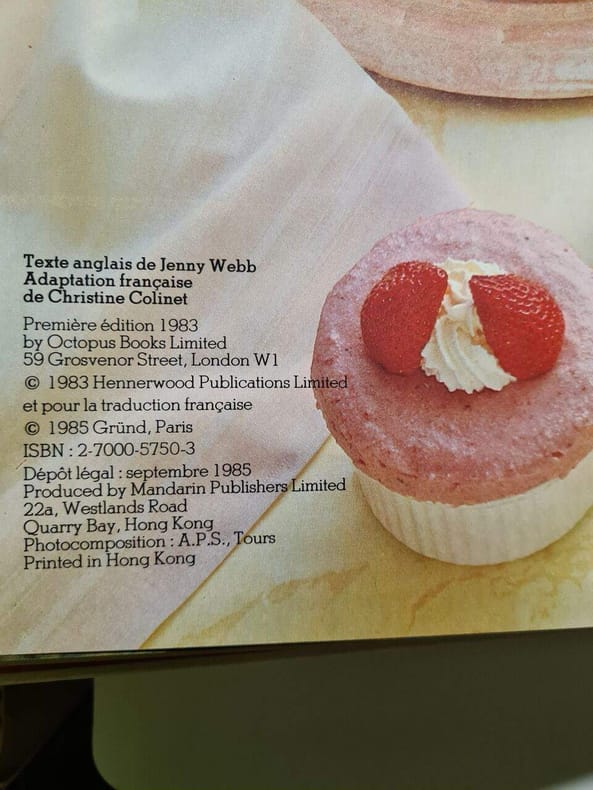 Texte anglais de Jenny Webb
Adaptation française
de Christine Colinet
Première édition 1983
by Octopus Books Limited
59 Grosvenor Street, London W1
© 1983 Hennerwood Publications Limited
et pour la traduction française
© 1985 Gründ, Paris
ISBN : 2-7000-5750-3
Dépôt légal : septembre 1985
Produced by Mandarin Publishers Limited
22a, Westlands Road
Quarry Bay, Hong Kong
Photocomposition : A.P.S., Tours
Printed in Hong Kong